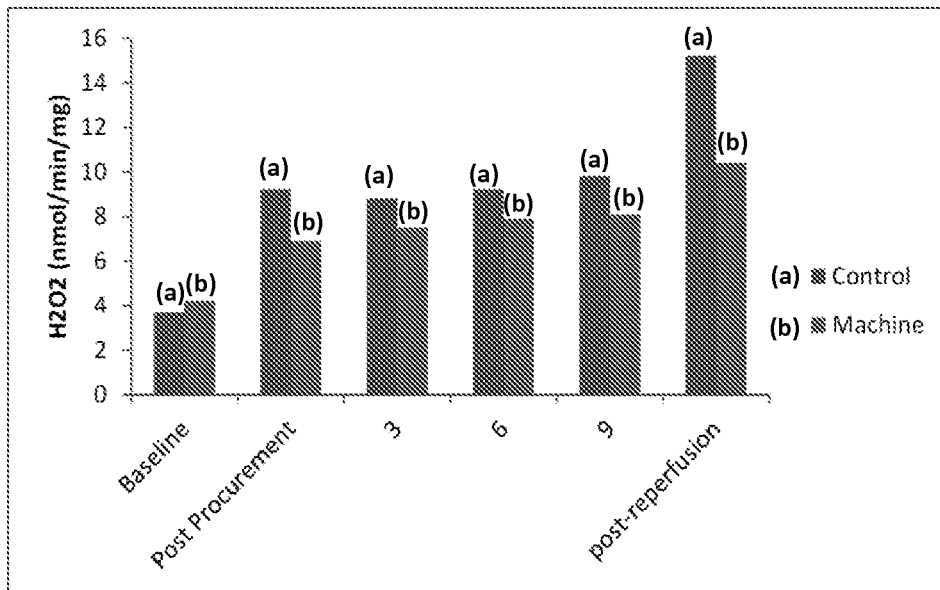 16
14
12
10
8
6
4
2
0
H2O2 (nmol/min/mg)
(a)
(b)
(a)
(b)
(a)
(b)
(a)
(b)
(a)
(b)
(a)
(b)
Baseline
Post Procurement
3
6
9
post-reperfusion
(a) Control
(b) Machine